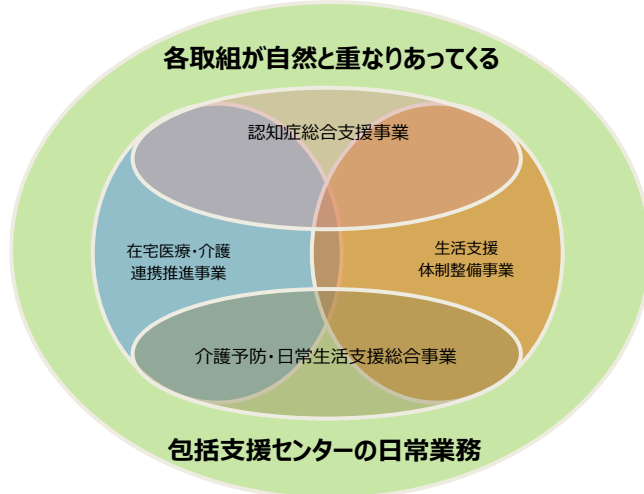 各取組が自然と重なりあってくる
認知症総合支援事業
在宅医療・介護
連携推進事業
生活支援
体制整備事業
介護予防・日常生活支援総合事業
包括支援センターの日常業務